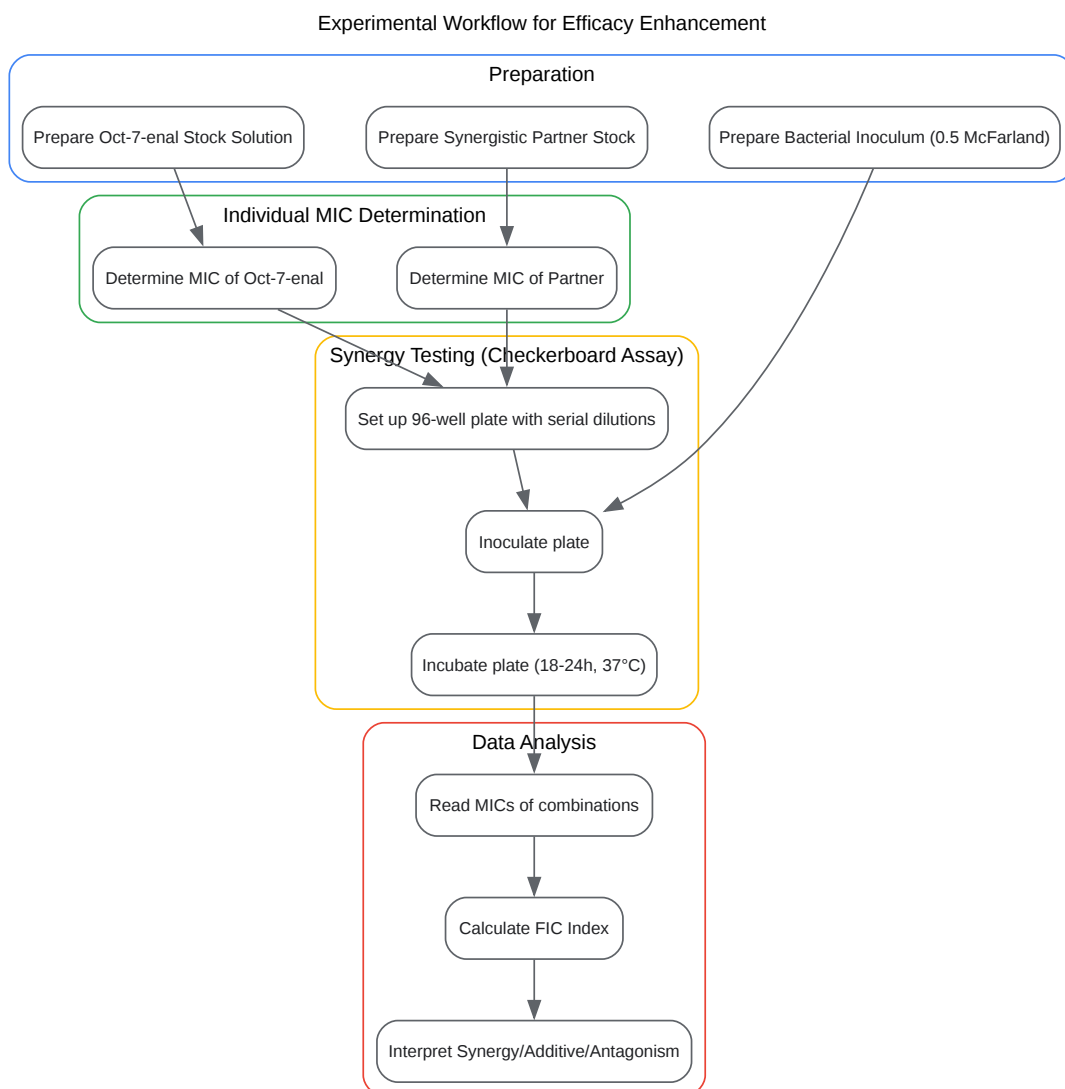 Experimental Workflow for Efficacy Enhancement
Preparation
Prepare Oct-7-enal Stock Solution
Prepare Synergistic Partner Stock
Prepare Bacterial Inoculum (0.5 McFarland)
Individual MIC Determination
Determine MIC of Oct-7-enal
Determine MIC of Partner
Synergy Testing (Checkerboard Assay)
Set up 96-well plate with serial dilutions
Inoculate plate
Incubate plate (18-24h, 37°C)
Data Analysis
Read MICs of combinations
Calculate FIC Index
Interpret Synergy/Additive/Antagonism